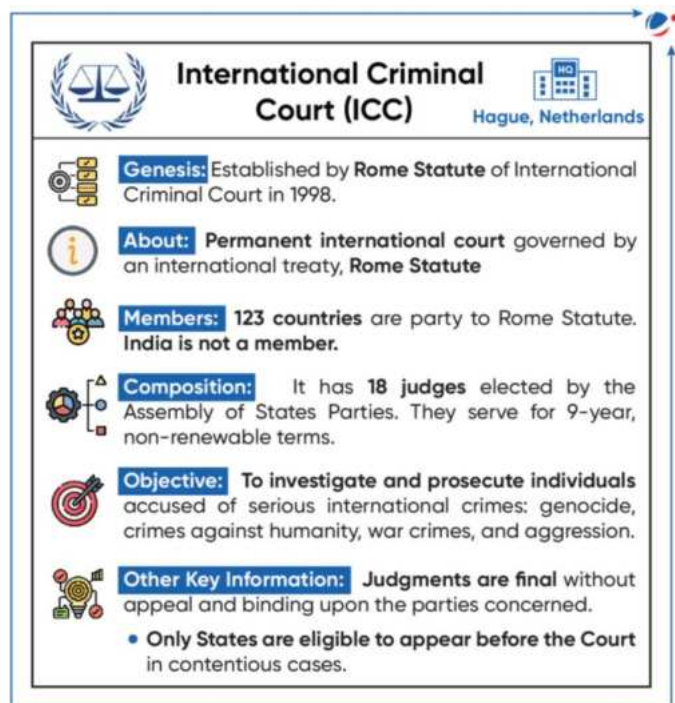 International Criminal
Court (ICC)
HQ
Hague, Netherlands
Genesis: Established by Rome Statute of International
Criminal Court in 1998.
About: Permanent international court governed by
an international treaty, Rome Statute
Members: 123 countries are party to Rome Statute.
India is not a member.
Composition: It has 18 judges elected by the
Assembly of States Parties. They serve for 9-year,
non-renewable terms.
Objective: To investigate and prosecute individuals
accused of serious international crimes: genocide,
crimes against humanity, war crimes, and aggression.
Other Key Information: Judgments are final without
appeal and binding upon the parties concerned.
• Only States are eligible to appear before the Court
in contentious cases.